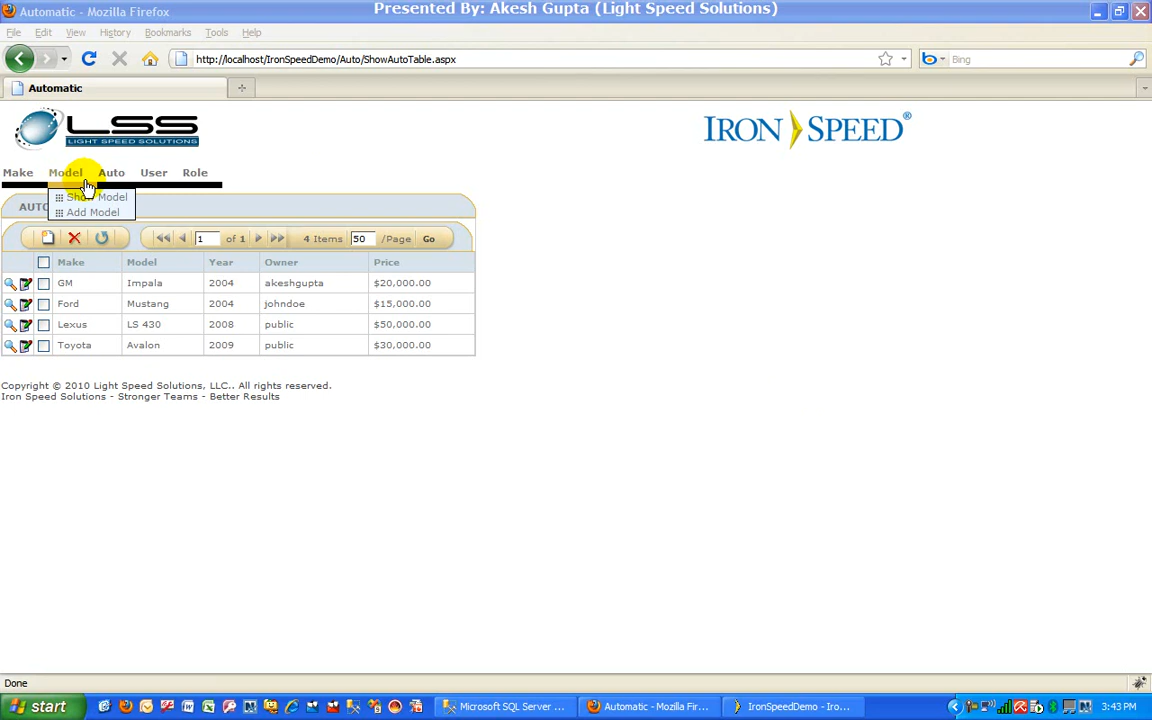 Automatic - Mozilla Firefox
Presented By: Akesh Gupta (Light Speed Solutions)
File Edit View History Bookmarks Tools Help
http://localhost/IronSpeedDemo/Auto/ShowAutoTable.aspx
Bing
Automatic
LSS
LIGHT SPEED SOLUTIONS
IRON SPEED®
Make Model Auto User Role
Show Model
AUTO
Add Model
1 of 1 4 Items 50 /Page Go
Make Model Year Owner Price
GM Impala 2004 akeshgupta $20,000.00
Ford Mustang 2004 johndoe $15,000.00
Lexus LS 430 2008 public $50,000.00
Toyota Avalon 2009 public $30,000.00
Copyright © 2010 Light Speed Solutions, LLC.. All rights reserved.
Iron Speed Solutions - Stronger Teams - Better Results
Done
start Microsoft SQL Server ... Automatic - Mozilla Fir... IronSpeedDemo - Iro... 3:43 PM